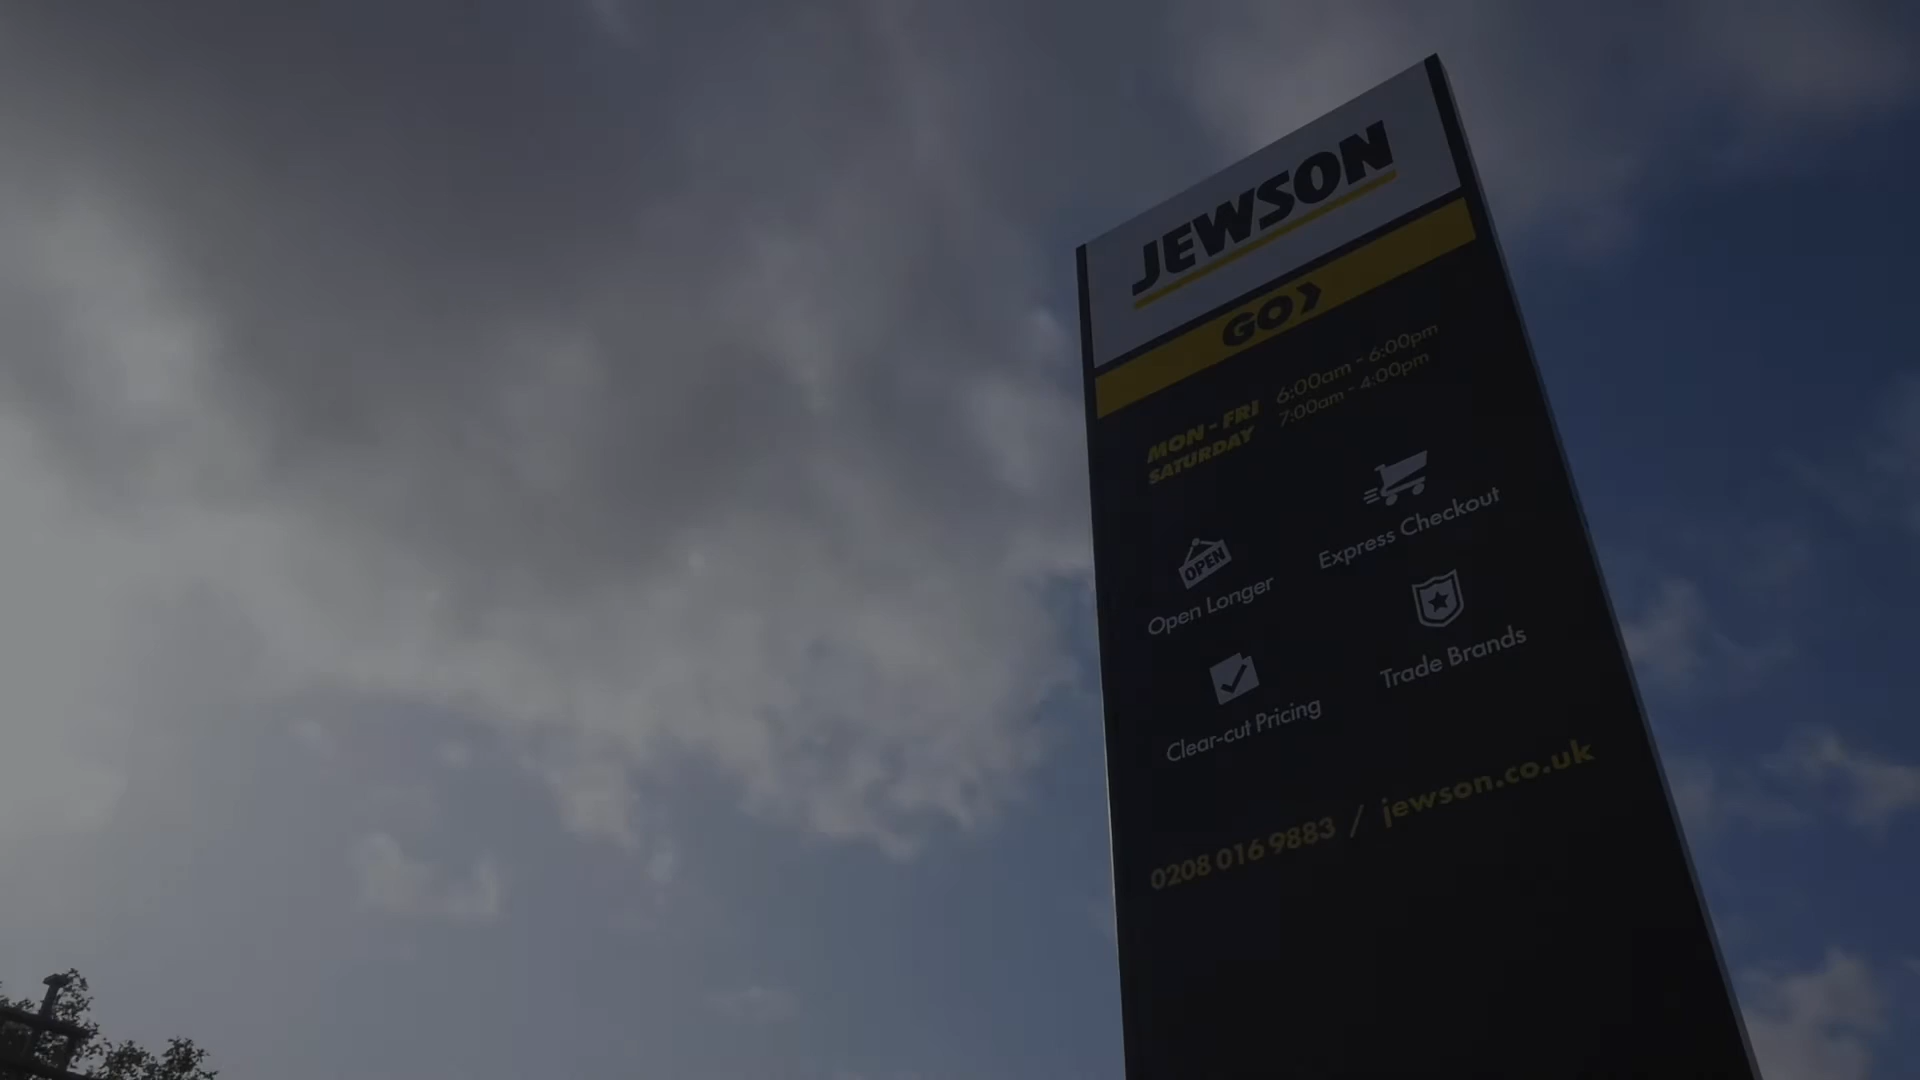 JEWSON
GO
MON - FRI 6:00am - 6:00pm
SATURDAY 7:00am - 4:00pm
OPEN
Open Longer
Express Checkout
Clear-cut Pricing
Trade Brands
0208 016 9883 / jewson.co.uk